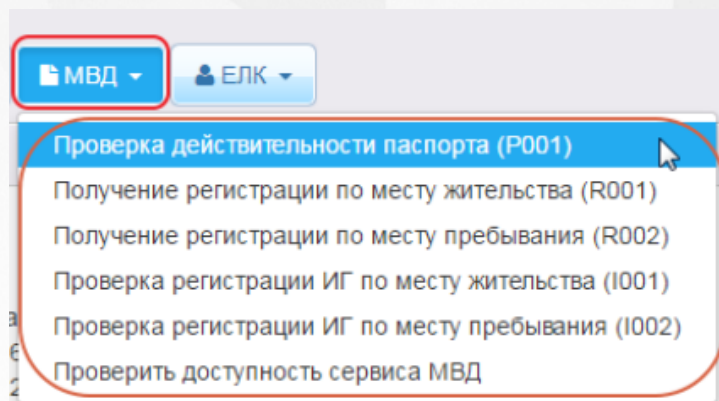 МВД ЕЛК
Проверка действительности паспорта (P001)
Получение регистрации по месту жительства (R001)
Получение регистрации по месту пребывания (R002)
Проверка регистрации ИГ по месту жительства (I001)
Проверка регистрации ИГ по месту пребывания (I002)
Проверить доступность сервиса МВД